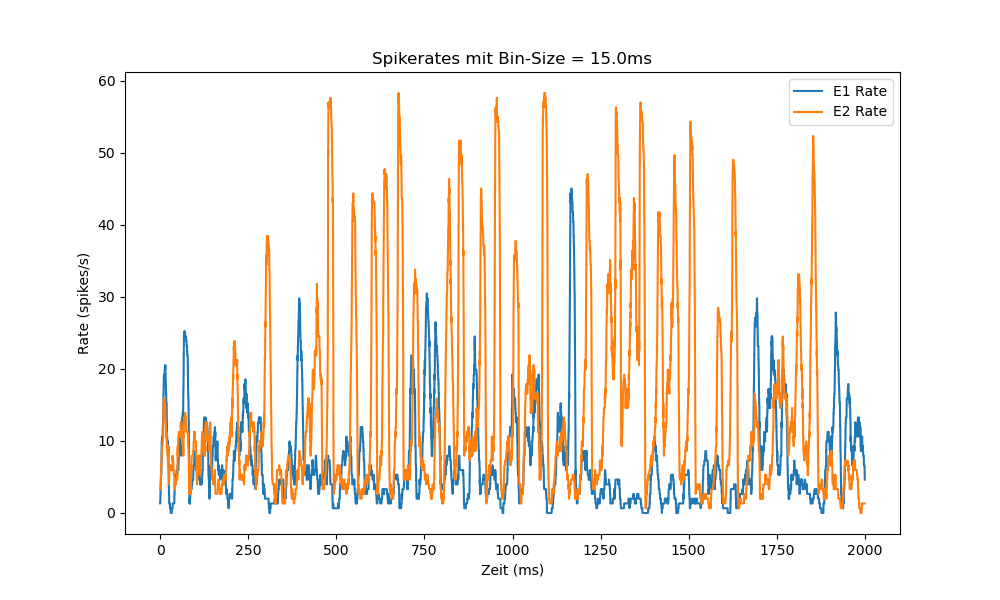 Spikerates mit Bin-Size = 15.0ms
E1 Rate
E2 Rate
60
50
40
30
20
10
0
Rate (spikes/s)
0 250 500 750 1000 1250 1500 1750 2000
Zeit (ms)